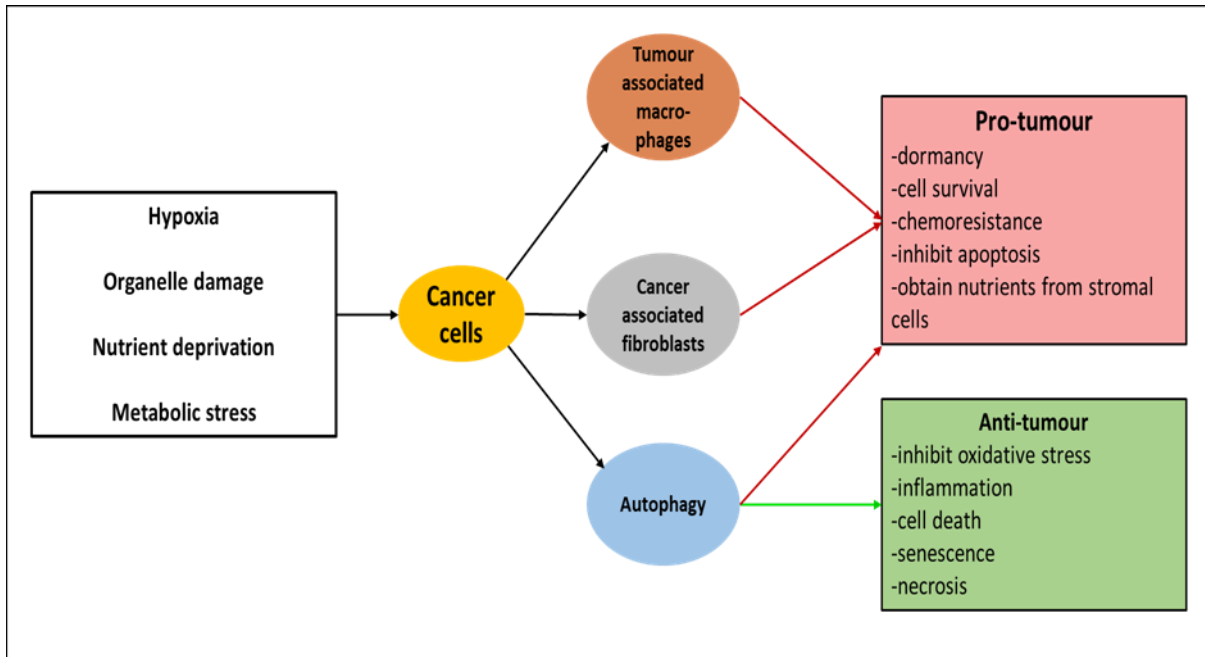 Hypoxia
Organelle damage
Nutrient deprivation
Metabolic stress
Cancer
cells
Tumour
associated
macro-
phages
Cancer
associated
fibroblasts
Autophagy
Pro-tumour
-dormancy
-cell survival
-chemoresistance
-inhibit apoptosis
-obtain nutrients from stromal
cells
Anti-tumour
-inhibit oxidative stress
-inflammation
-cell death
-senescence
-necrosis